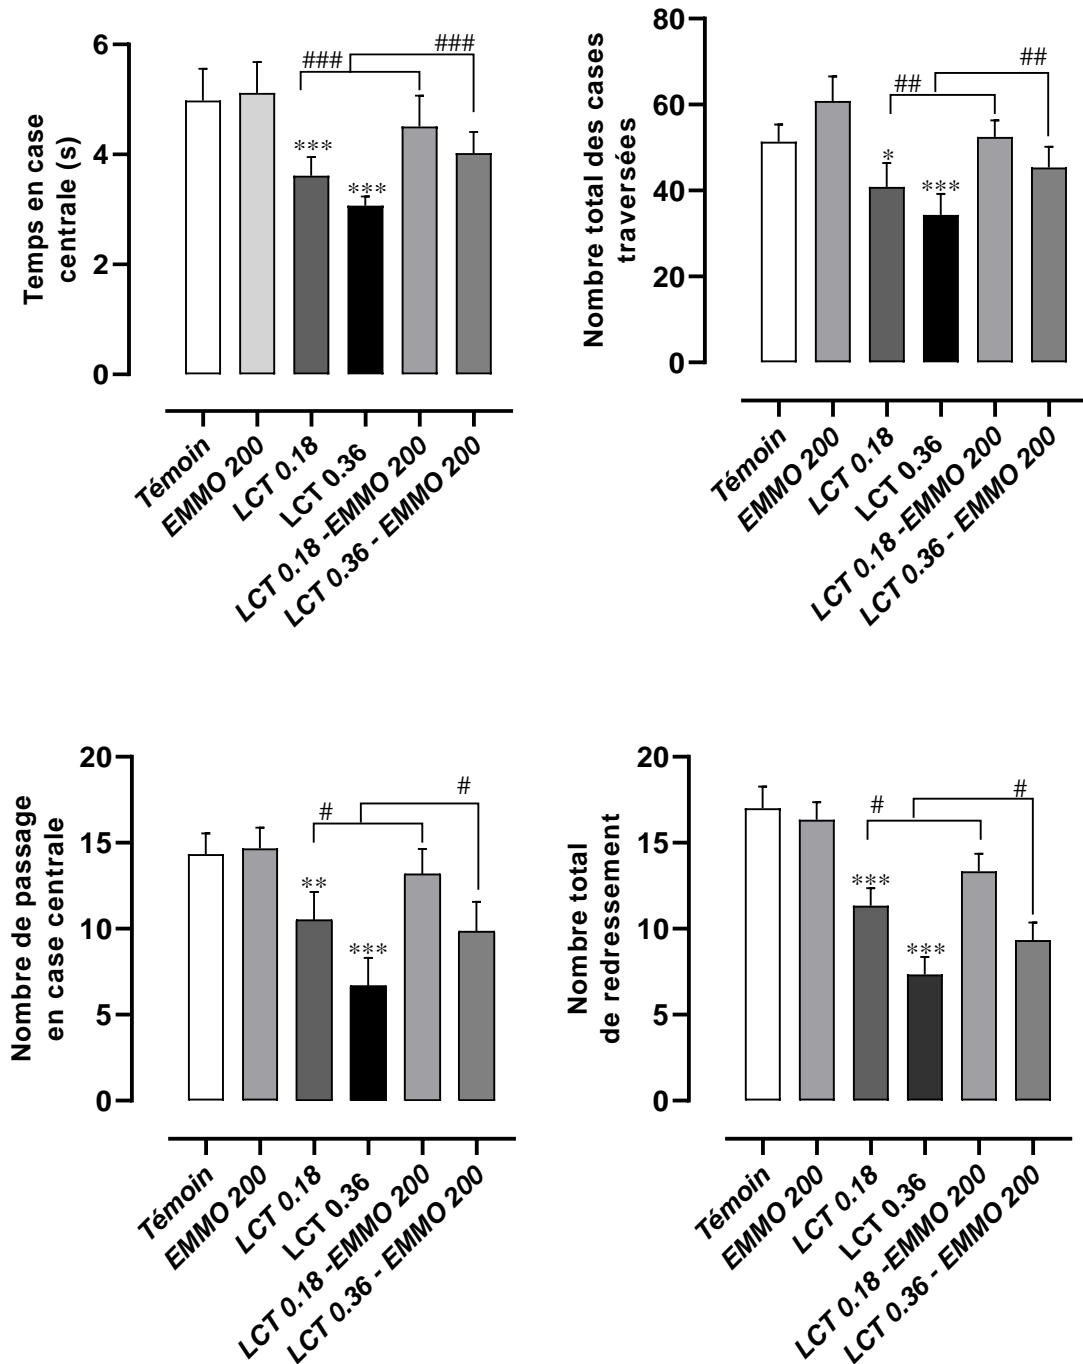 Temps en case
centrale (s)
6
4
2
0
###
###
***
***
Témoin
EMMO 200
LCT 0.18
LCT 0.36
LCT 0.18 -EMMO 200
LCT 0.36 - EMMO 200
Nombre total des cases
traversées
80
60
40
20
0
##
##
*
***
Témoin
EMMO 200
LCT 0.18
LCT 0.36
LCT 0.18 -EMMO 200
LCT 0.36 - EMMO 200
Nombre de passage
en case centrale
20
15
10
5
0
#
#
**
***
Témoin
EMMO 200
LCT 0.18
LCT 0.36
LCT 0.18 -EMMO 200
LCT 0.36 - EMMO 200
Nombre total
de redressement
20
15
10
5
0
#
#
***
***
Témoin
EMMO 200
LCT 0.18
LCT 0.36
LCT 0.18 -EMMO 200
LCT 0.36 - EMMO 200